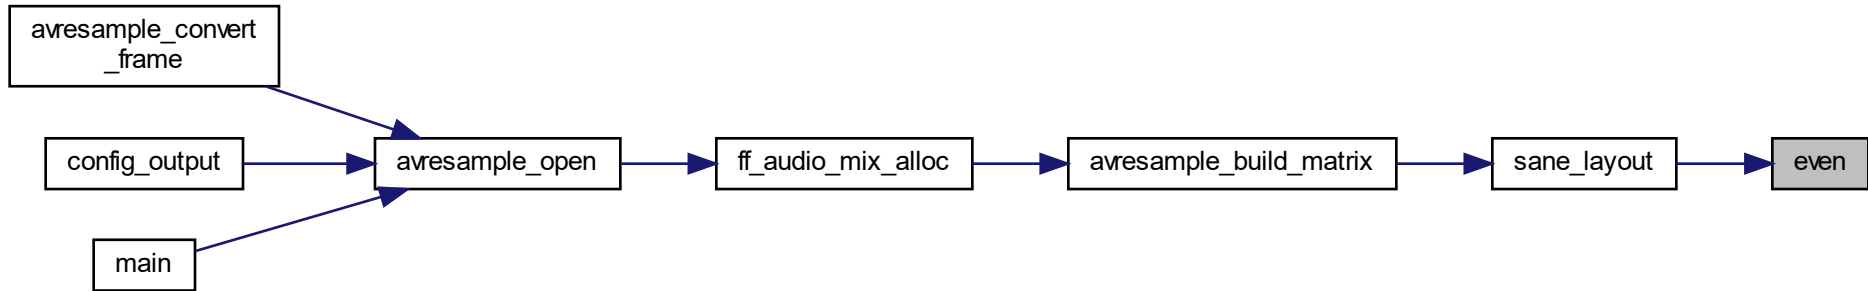 avresample_convert
_frame
config_output
main
avresample_open
ff_audio_mix_alloc
avresample_build_matrix
sane_layout
even